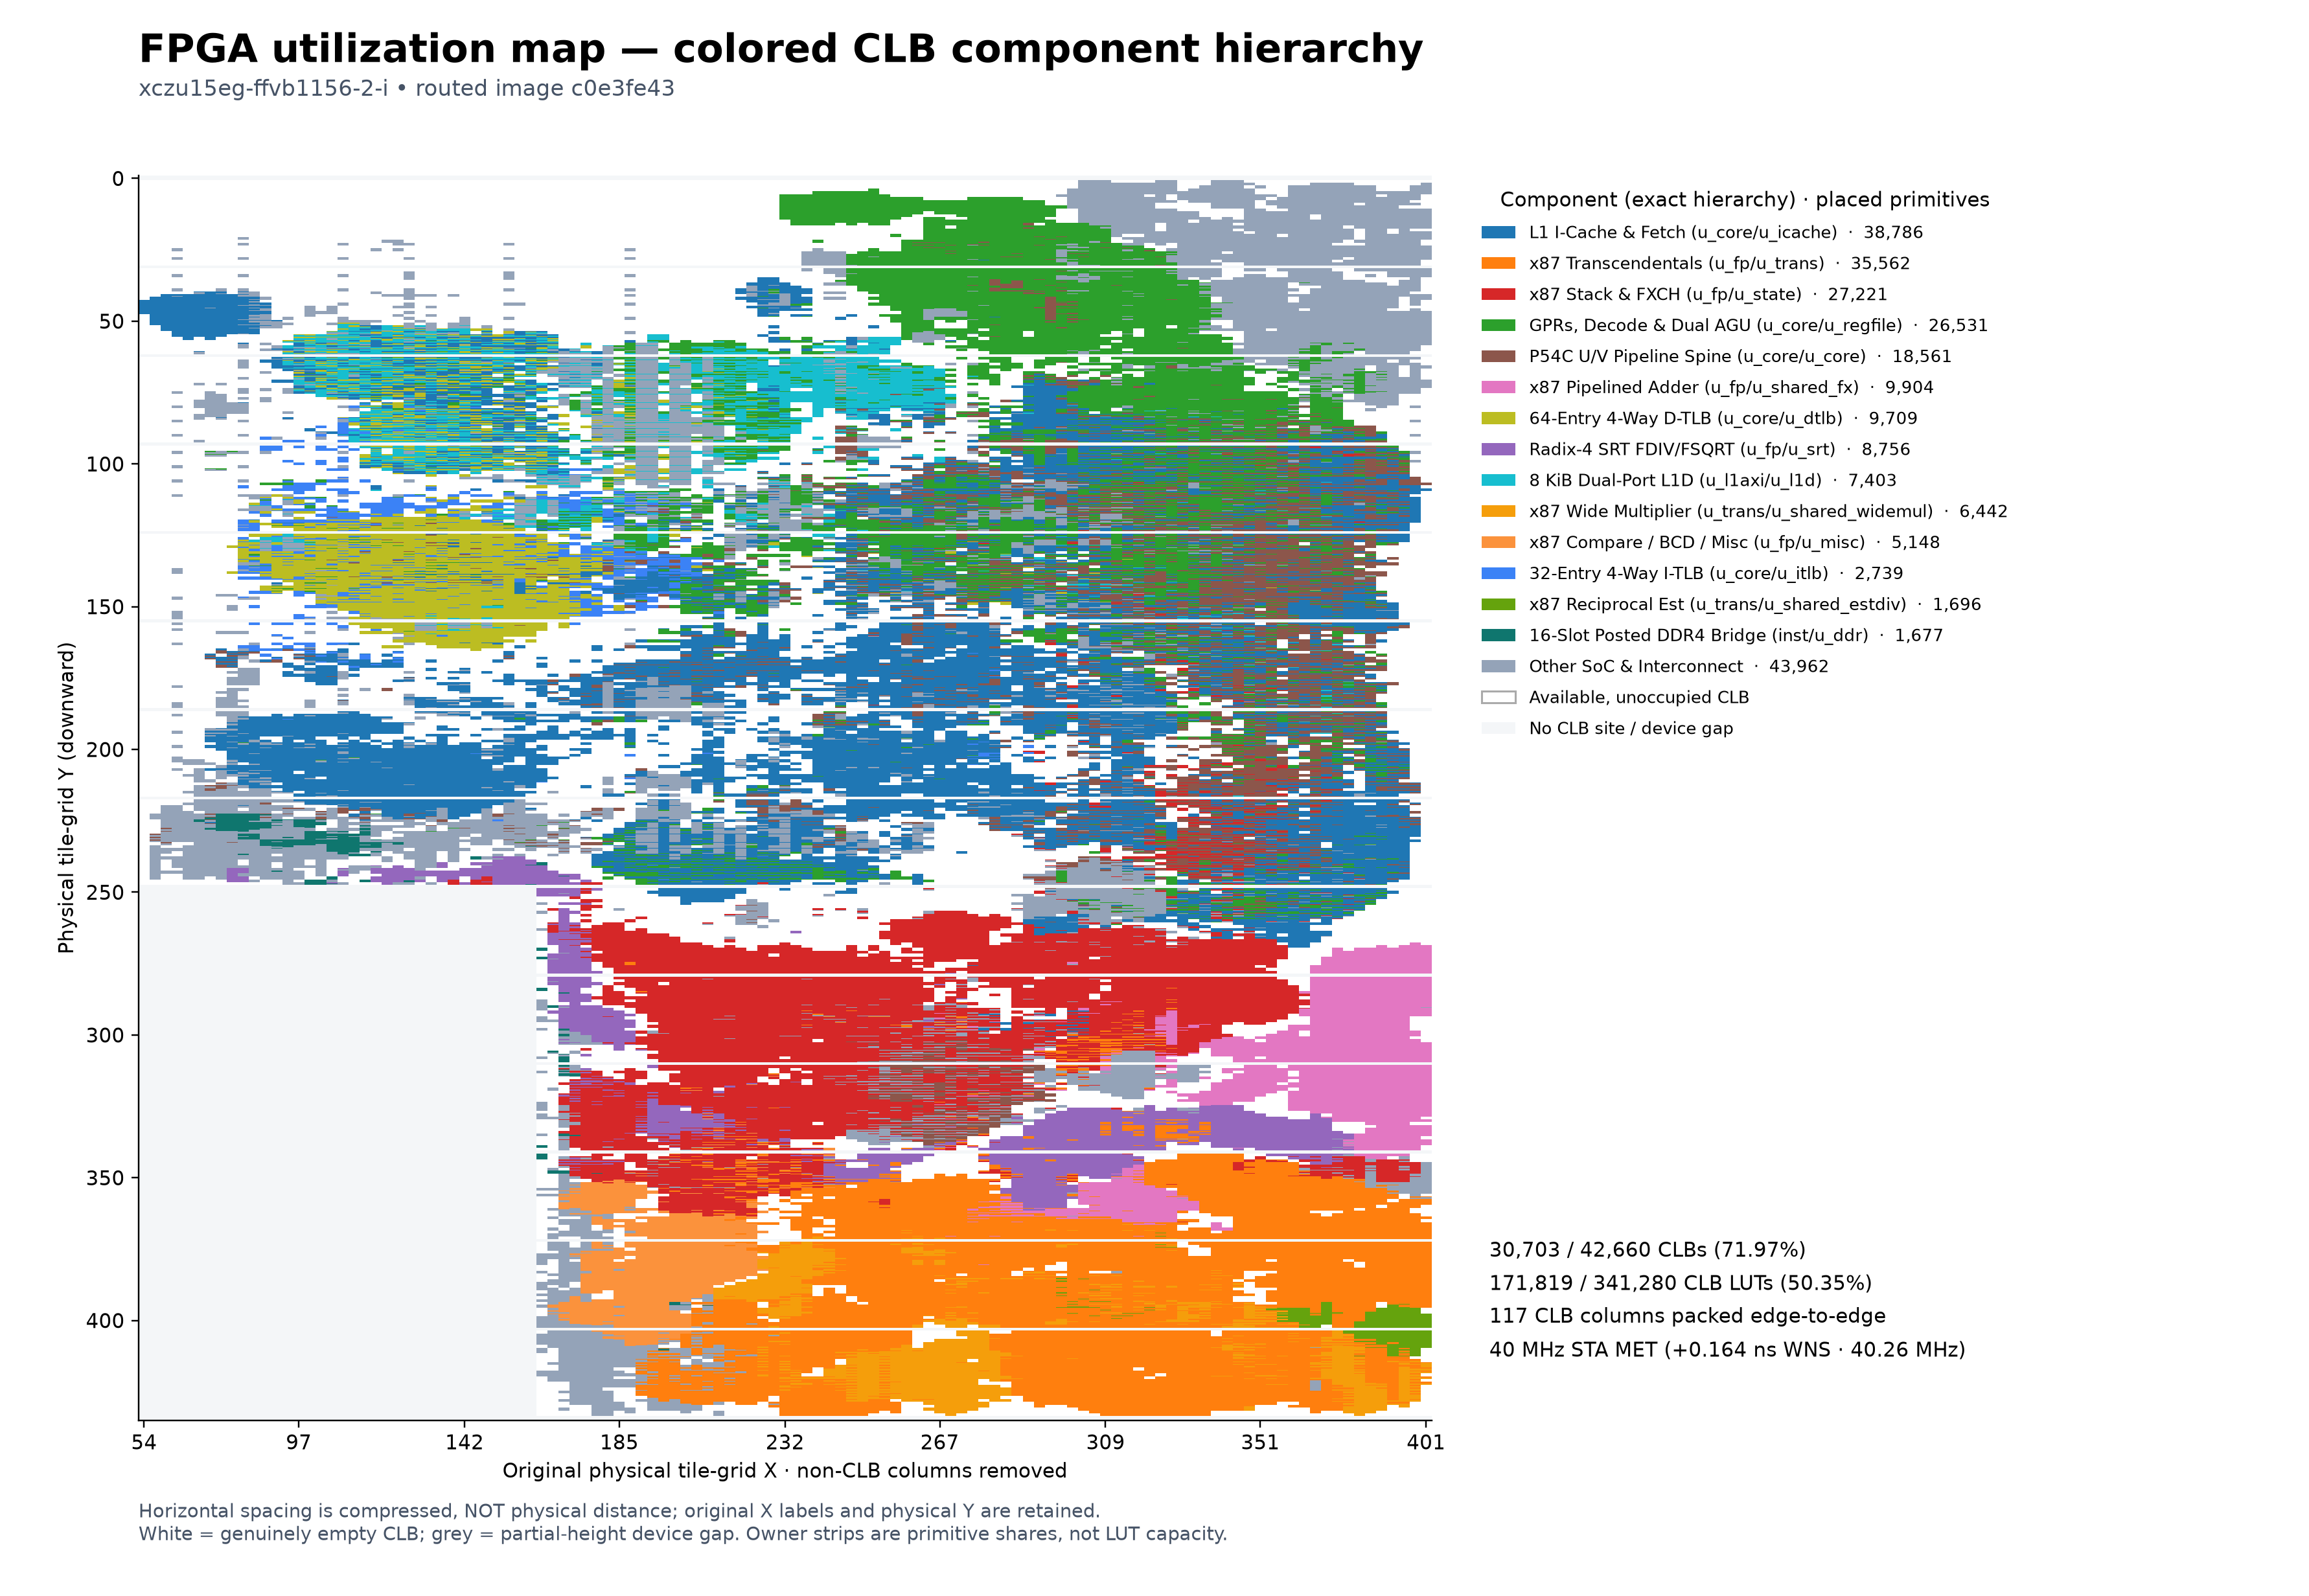 FPGA utilization map — colored CLB component hierarchy
xczu15eg-ffvb1156-2-i • routed image c0e3fe43
Physical tile-grid Y (downward)
0
50
100
150
200
250
300
350
400
54
97
142
185
232
267
309
351
401
Original physical tile-grid X · non-CLB columns removed
Component (exact hierarchy) · placed primitives
L1 I-Cache & Fetch (u_core/u_icache) · 38,786
x87 Transcendentals (u_fp/u_trans) · 35,562
x87 Stack & FXCH (u_fp/u_state) · 27,221
GPRs, Decode & Dual AGU (u_core/u_regfile) · 26,531
P54C U/V Pipeline Spine (u_core/u_core) · 18,561
x87 Pipelined Adder (u_fp/u_shared_fx) · 9,904
64-Entry 4-Way D-TLB (u_core/u_dtlb) · 9,709
Radix-4 SRT FDIV/FSQRT (u_fp/u_srt) · 8,756
8 KiB Dual-Port L1D (u_l1axi/u_l1d) · 7,403
x87 Wide Multiplier (u_trans/u_shared_widemul) · 6,442
x87 Compare / BCD / Misc (u_fp/u_misc) · 5,148
32-Entry 4-Way I-TLB (u_core/u_itlb) · 2,739
x87 Reciprocal Est (u_trans/u_shared_estdiv) · 1,696
16-Slot Posted DDR4 Bridge (inst/u_ddr) · 1,677
Other SoC & Interconnect · 43,962
Available, unoccupied CLB
No CLB site / device gap
30,703 / 42,660 CLBs (71.97%)
171,819 / 341,280 CLB LUTs (50.35%)
117 CLB columns packed edge-to-edge
40 MHz STA MET (+0.164 ns WNS · 40.26 MHz)
Horizontal spacing is compressed, NOT physical distance; original X labels and physical Y are retained.
White = genuinely empty CLB; grey = partial-height device gap. Owner strips are primitive shares, not LUT capacity.